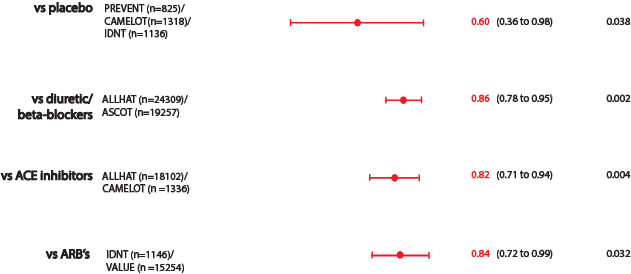 vs placebo PREVENT (n=825)/
CAMELOT(n=1318)/ 0.60 (0.36 to 0.98) 0.038
IDNT (n=1136)
vs diuretic/ ALLHAT (n=24309)/ 0.86 (0.78 to 0.95) 0.002
beta-blockers ASCOT (n=19257)
vs ACE inhibitors ALLHAT (n=18102)/ 0.82 (0.71 to 0.94) 0.004
CAMELOT (n =1336)
vs ARB's IDNT (n=1146)/ 0.84 (0.72 to 0.99) 0.032
VALUE (n =15254)